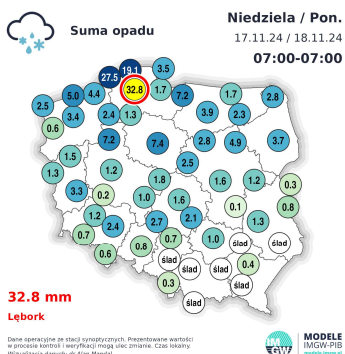 Suma opadu
Niedziela / Pon.
17.11.24 / 18.11.24
07:00-07:00
27.5 19.1 3.5
2.5 5.0 4.4 32.8 1.7 7.2 1.7 2.8
0.6 3.4 2.4 1.3 3.9 2.3
7.2 7.4 2.8 4.9 3.7
1.5 2.5
1.3 1.2 1.8 1.6 1.2 0.3
3.3 0.2 1.0 1.6 0.1 0.8
1.2 2.4 2.7 2.1 1.3
0.7 0.8 0.7 1.0 ślad ślad
0.6 ślad ślad ślad 0.4
0.3 ślad ślad
32.8 mm
Lębork
Dane operacyjne ze stacji synoptycznych. Prezentowane wartości
w procesie kontroli i weryfikacji mogą ulec zmianie. Czas lokalny.
IM
GW
MODELE
IMGW-PIB